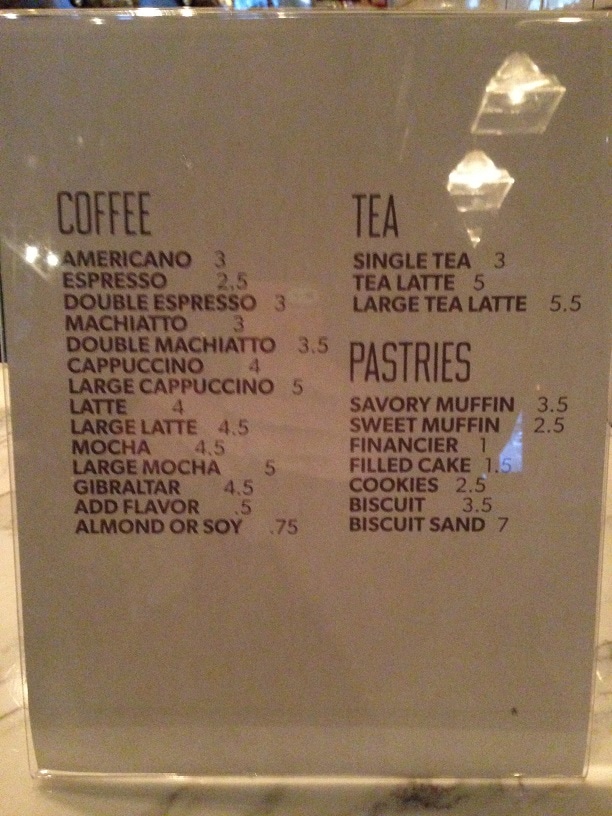 COFFEE
AMERICANO 3
ESPRESSO 2.5
DOUBLE ESPRESSO 3
MACHIATTO 3
DOUBLE MACHIATTO 3.5
CAPPUCCINO 4
LARGE CAPPUCCINO 5
LATTE 4
LARGE LATTE 4.5
MOCHA 4.5
LARGE MOCHA 5
GIBRALTAR 4.5
ADD FLAVOR .5
ALMOND OR SOY .75
TEA
SINGLE TEA 3
TEA LATTE 5
LARGE TEA LATTE 5.5
PASTRIES
SAVORY MUFFIN 3.5
SWEET MUFFIN 2.5
FINANCIER 1
FILLED CAKE 1.5
COOKIES 2.5
BISCUIT 3.5
BISCUIT SAND 7